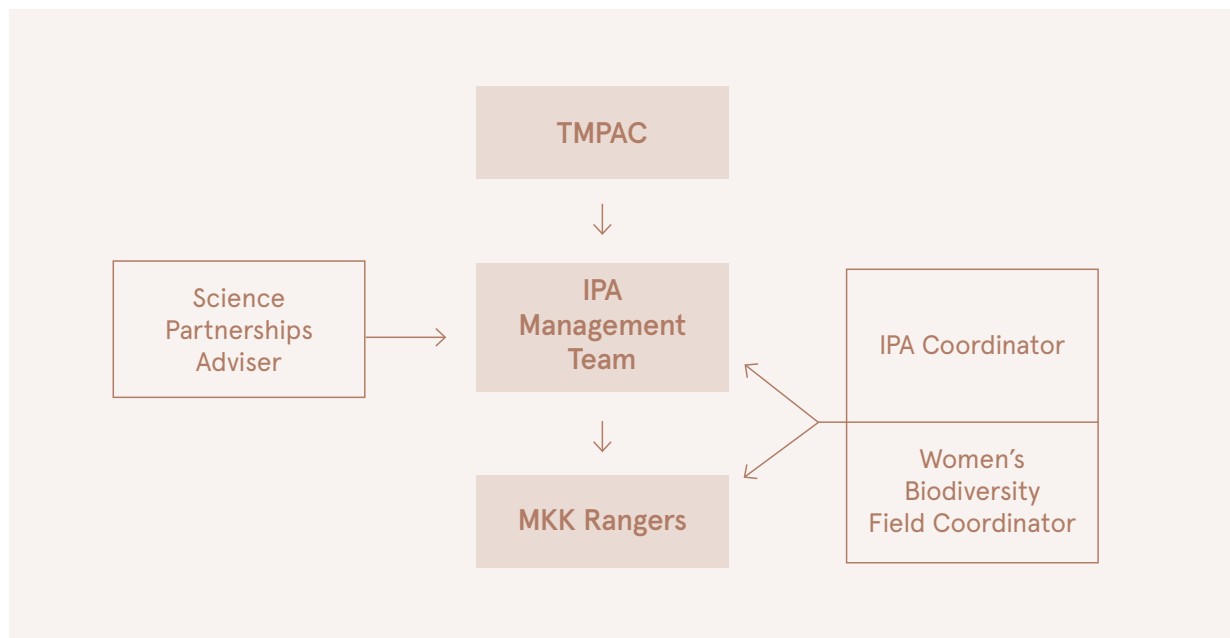 TMPAC
Science
Partnerships
Adviser
IPA
Management
Team
IPA Coordinator
Women’s
Biodiversity
Field Coordinator
MKK Rangers